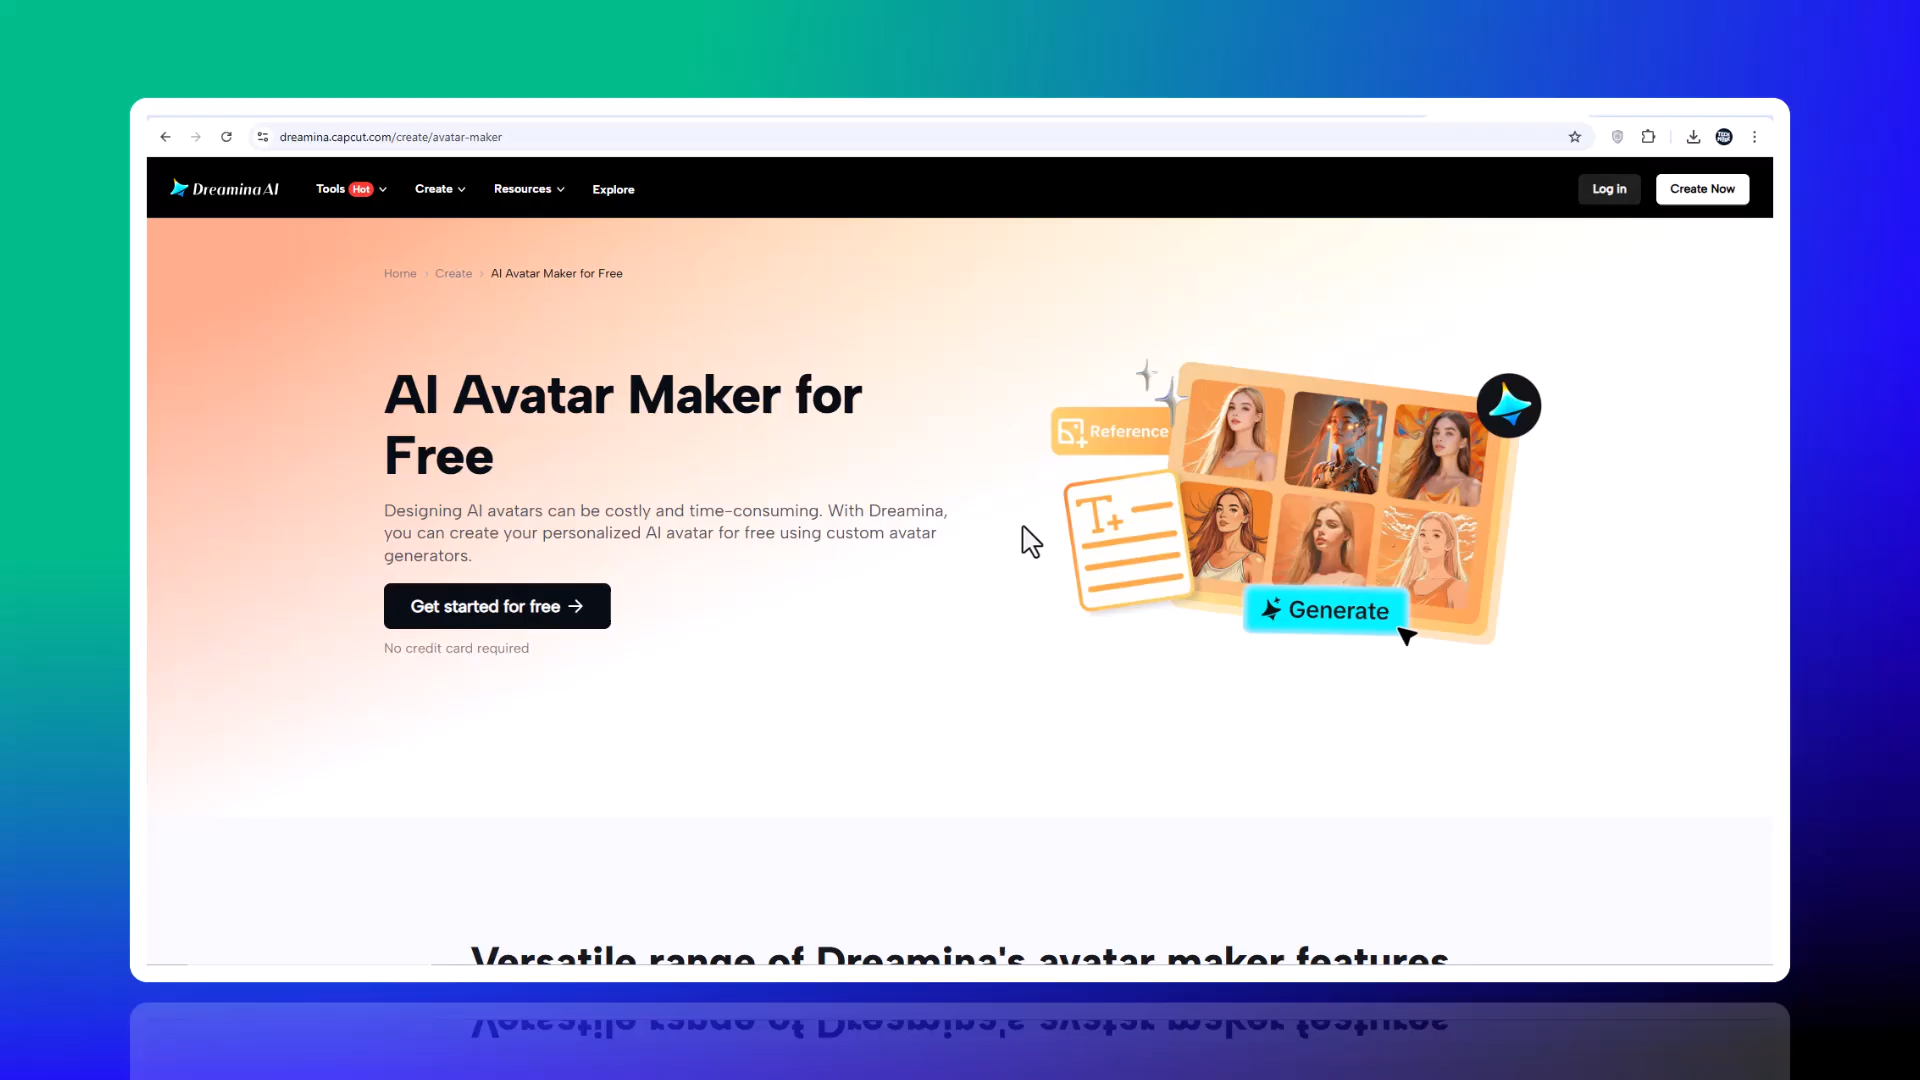 dreamina.capcut.com/create/avatar-maker
Dreamina AI
Tools Hot
Create
Resources
Explore
Log in
Create Now
Home › Create › AI Avatar Maker for Free
AI Avatar Maker for
Free
Designing AI avatars can be costly and time-consuming. With Dreamina,
you can create your personalized AI avatar for free using custom avatar
generators.
Get started for free →
No credit card required
Reference
T+
Generate
Versatile range of Dreamina's avatar maker features